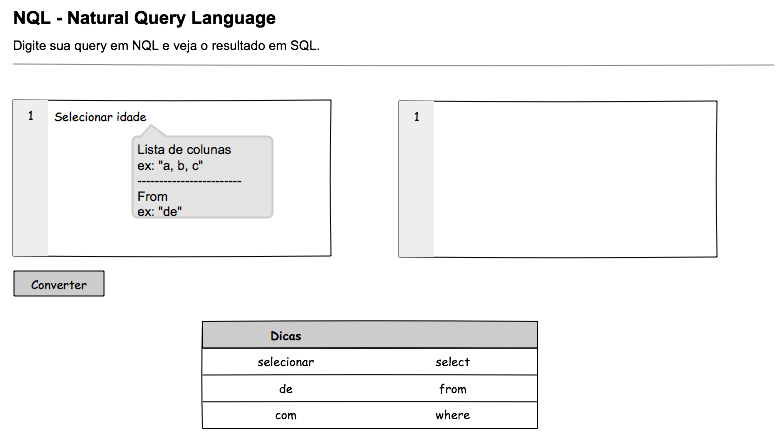 NQL - Natural Query Language
Digite sua query em NQL e veja o resultado em SQL.
1 Selecionar idade
Lista de colunas
ex: "a, b, c"
------------------------
From
ex: "de"
1
Converter
Dicas
selecionar select
de from
com where